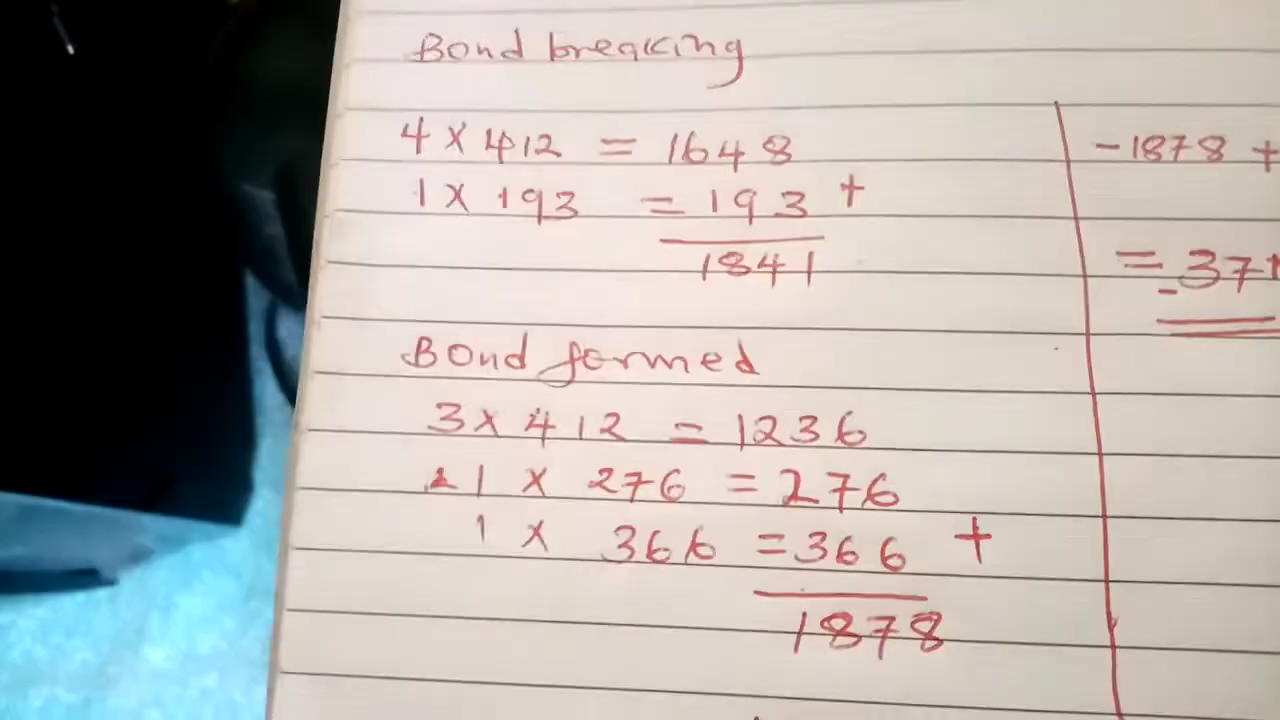 Bond breaking
4 × 412 = 1648
1 × 193 = 193 +
1841
Bond formed
3 × 412 = 1236
1 × 276 = 276
1 × 366 = 366 +
1878
-1878 +
= -37